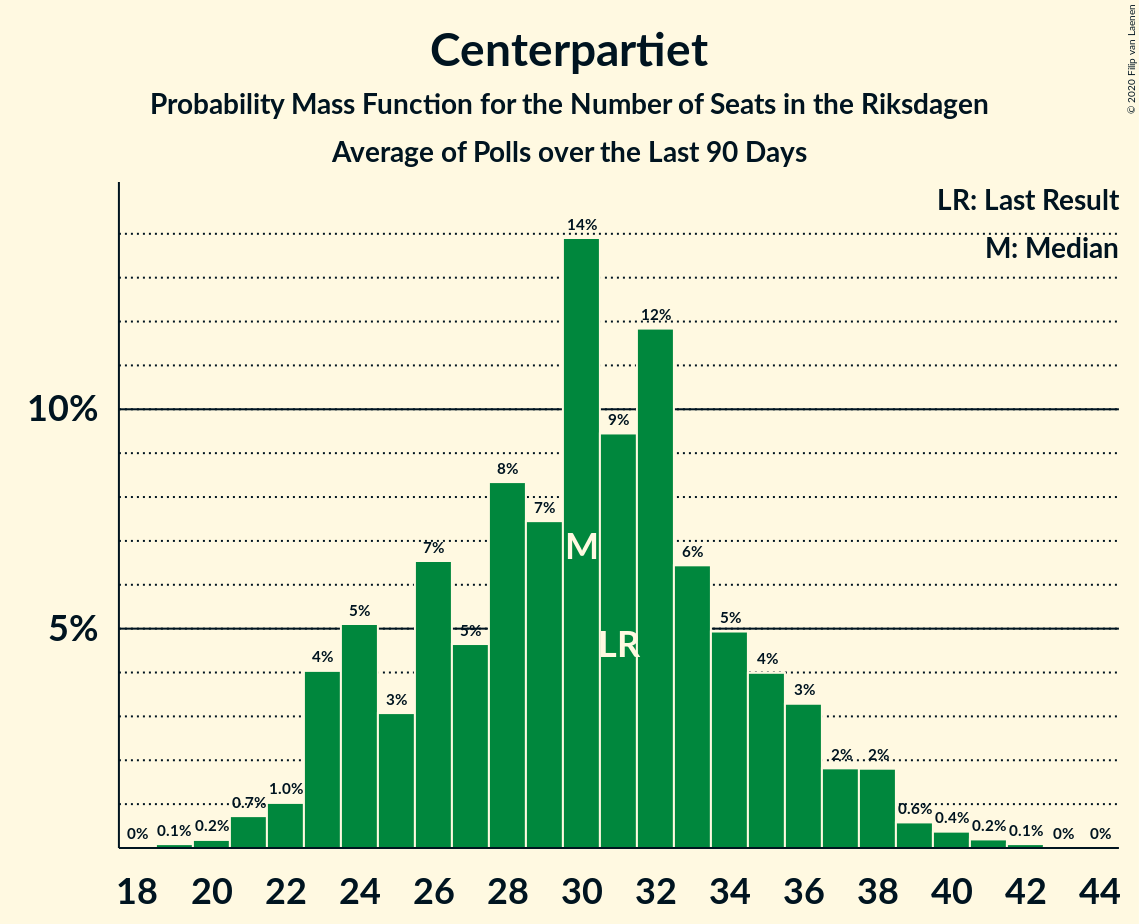 Centerpartiet
Probability Mass Function for the Number of Seats in the Riksdagen
Average of Polls over the Last 90 Days
© 2020 Filip van Laenen
LR: Last Result
M: Median
10%
5%
0% 0.1% 0.2% 0.7% 1.0% 4% 5% 3% 7% 5% 8% 7% 14% 9% 12% 6% 5% 4% 3% 2% 2% 0.6% 0.4% 0.2% 0.1% 0% 0%
M
LR
18 20 22 24 26 28 30 32 34 36 38 40 42 44